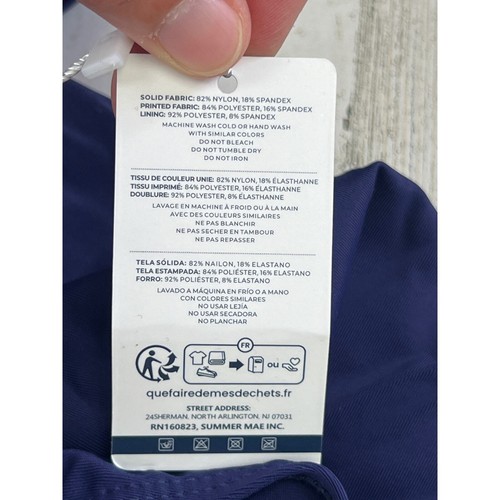 SOLID FABRIC: 82% NYLON, 18% SPANDEX
PRINTED FABRIC: 84% POLYESTER, 16% SPANDEX
LINING: 92% POLYESTER, 8% SPANDEX
MACHINE WASH COLD OR HAND WASH
WITH SIMILAR COLORS
DO NOT BLEACH
DO NOT TUMBLE DRY
DO NOT IRON
TISSU DE COULEUR UNIE: 82% NYLON, 18% ÉLASTHANNE
TISSU IMPRIMÉ: 84% POLYESTER, 16% ÉLASTHANNE
DOUBLURE: 92% POLYESTER, 8% ÉLASTHANNE
LAVAGE EN MACHINE À FROID OU À LA MAIN
AVEC DES COULEURS SIMILAIRES
NE PAS BLANCHIR
NE PAS SECHER EN TAMBOUR
NE PAS REPASSER
TELA SÓLIDA: 82% NAILON, 18% ELASTANO
TELA ESTAMPADA: 84% POLIÉSTER, 16% ELASTANO
FORRO: 92% POLIÉSTER, 8% ELASTANO
LAVADO A MÁQUINA EN FRÍO O A MANO
CON COLORES SIMILARES
NO USAR LEJÍA
NO USAR SECADORA
NO PLANCHAR
FR
OU
quefairedemesdechets.fr
STREET ADDRESS:
24SHERMAN, NORTH ARLINGTON, NJ 07031
RN160823, SUMMER MAE INC.